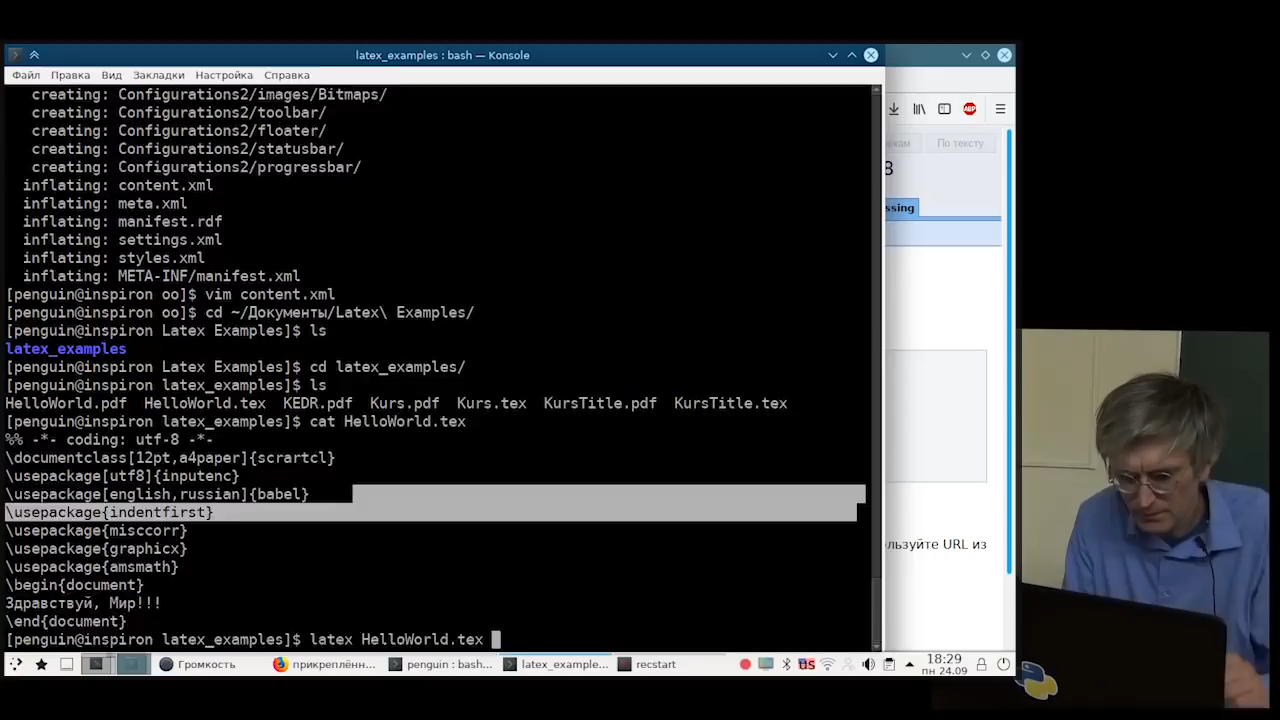 latex_examples : bash — Konsole
Файл Правка Вид Закладки Настройка Справка
creating: Configurations2/images/Bitmaps/
creating: Configurations2/toolbar/
creating: Configurations2/floater/
creating: Configurations2/statusbar/
creating: Configurations2/progressbar/
inflating: content.xml
inflating: meta.xml
inflating: manifest.rdf
inflating: settings.xml
inflating: styles.xml
inflating: META-INF/manifest.xml
[penguin@inspiron oo]$ vim content.xml
[penguin@inspiron oo]$ cd ~/Документы/Latex\ Examples/
[penguin@inspiron Latex Examples]$ ls
latex_examples
[penguin@inspiron Latex Examples]$ cd latex_examples/
[penguin@inspiron latex_examples]$ ls
HelloWorld.pdf HelloWorld.tex KEDR.pdf Kurs.pdf Kurs.tex KursTitle.pdf KursTitle.tex
[penguin@inspiron latex_examples]$ cat HelloWorld.tex
%% -*- coding: utf-8 -*-
\documentclass[12pt,a4paper]{scrartcl}
\usepackage[utf8]{inputenc}
\usepackage[english,russian]{babel}
\usepackage{indentfirst}
\usepackage{misccorr}
\usepackage{graphicx}
\usepackage{amsmath}
\begin{document}
Здравствуй, Мир!!!
\end{document}
[penguin@inspiron latex_examples]$ latex HelloWorld.tex
ABP
кам По тексту
8
ssing
льзуйте URL из
Громкость прикреплён... penguin : bas... latex_example... recstart us 18:29
пн 24.09